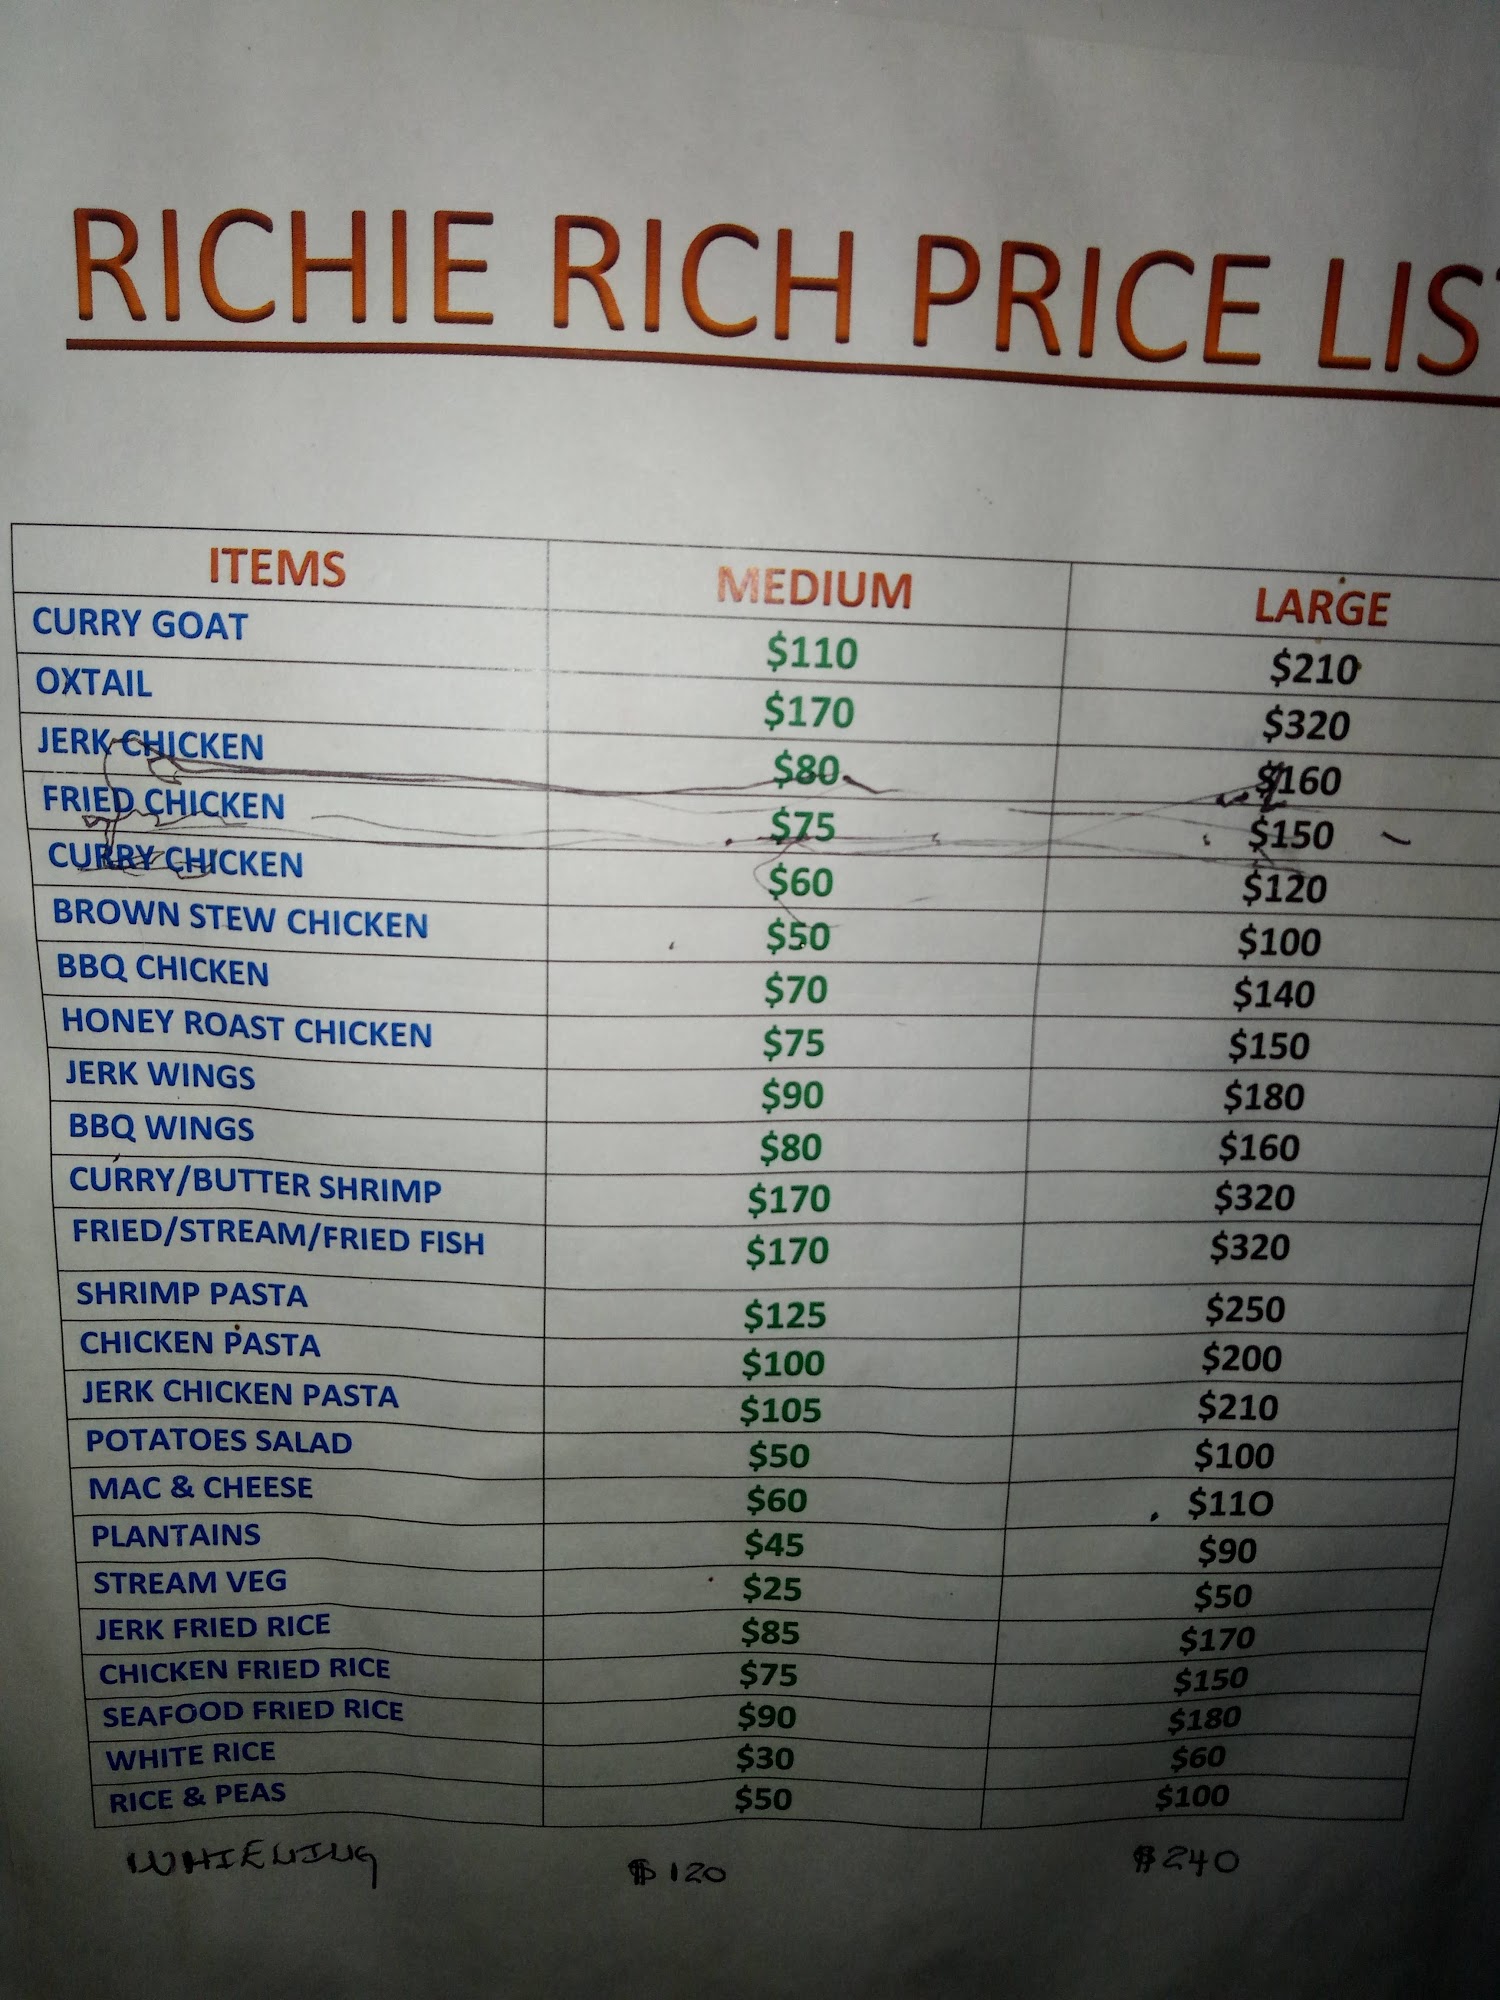 RICHIE RICH PRICE LIS
ITEMS MEDIUM LARGE
CURRY GOAT $110 $210
OXTAIL $170 $320
JERK CHICKEN $80 $160
FRIED CHICKEN $75 $150
CURRY CHICKEN $60 $120
BROWN STEW CHICKEN $50 $100
BBQ CHICKEN $70 $140
HONEY ROAST CHICKEN $75 $150
JERK WINGS $90 $180
BBQ WINGS $80 $160
CURRY/BUTTER SHRIMP $170 $320
FRIED/STREAM/FRIED FISH $170 $320
SHRIMP PASTA $125 $250
CHICKEN PASTA $100 $200
JERK CHICKEN PASTA $105 $210
POTATOES SALAD $50 $100
MAC & CHEESE $60 $110
PLANTAINS $45 $90
STREAM VEG $25 $50
JERK FRIED RICE $85 $170
CHICKEN FRIED RICE $75 $150
SEAFOOD FRIED RICE $90 $180
WHITE RICE $30 $60
RICE & PEAS $50 $100
$120 $240